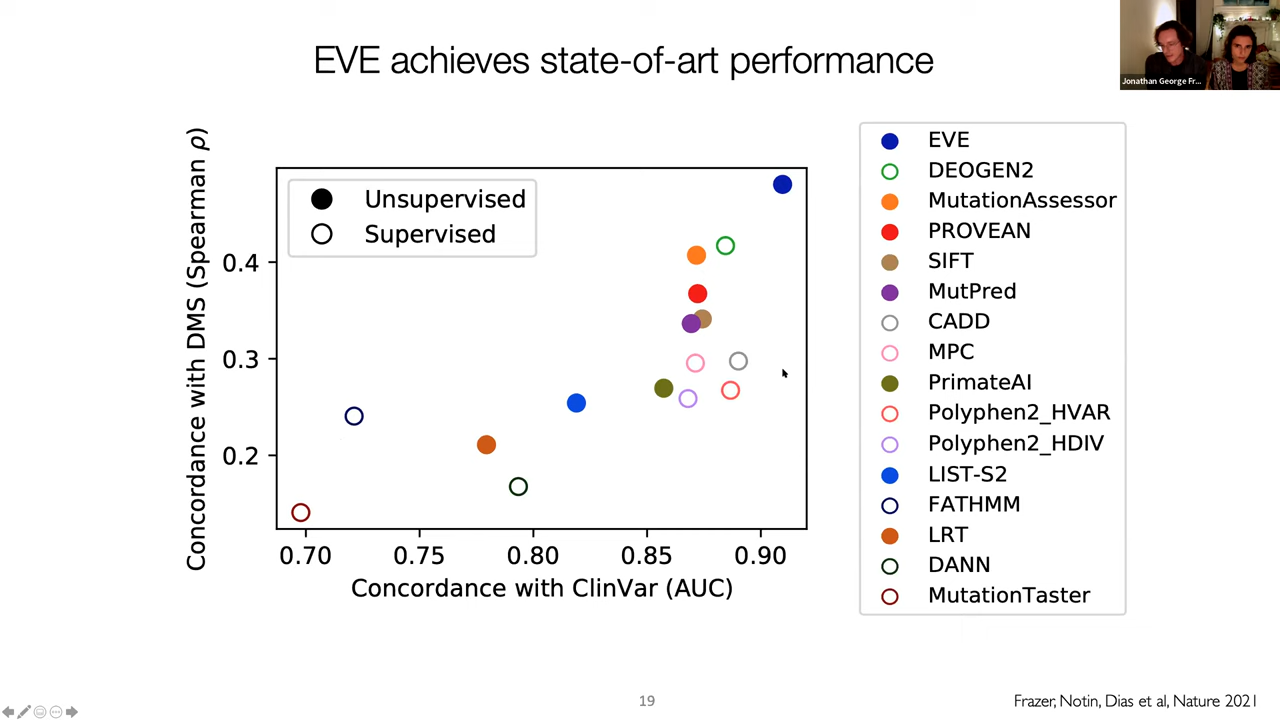 EVE achieves state-of-art performance
Jonathan George Fr...
Concordance with DMS (Spearman ρ)
Unsupervised
Supervised
0.4
0.3
0.2
0.70 0.75 0.80 0.85 0.90
Concordance with ClinVar (AUC)
EVE
DEOGEN2
MutationAssessor
PROVEAN
SIFT
MutPred
CADD
MPC
PrimateAI
Polyphen2_HVAR
Polyphen2_HDIV
LIST-S2
FATHMM
LRT
DANN
MutationTaster
19
Frazer, Notin, Dias et al, Nature 2021